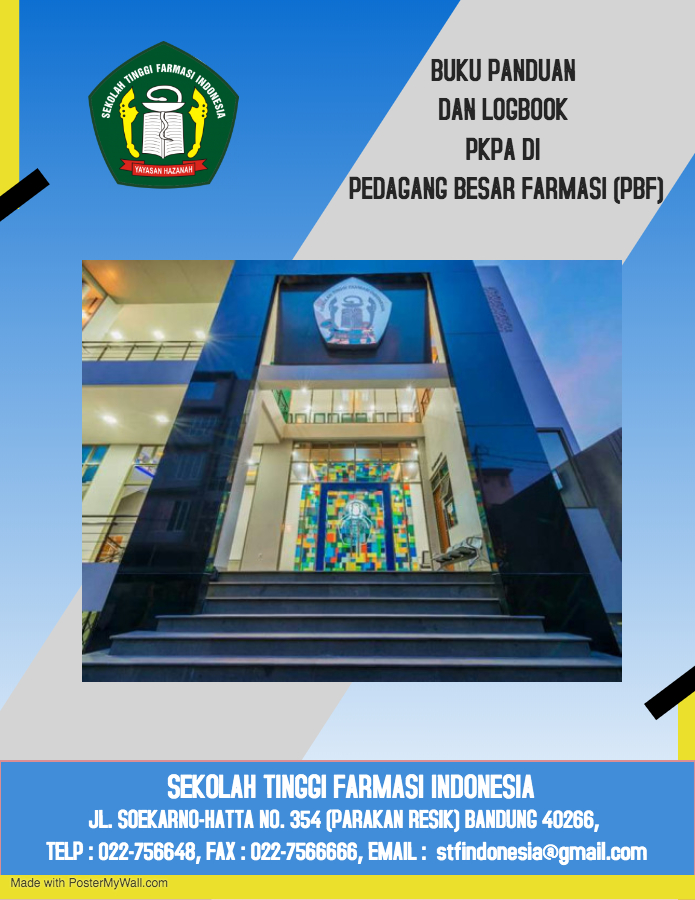 SEKOLAH TINGGI FARMASI INDONESIA
YAYASAN HAZANAH
BUKU PANDUAN
DAN LOGBOOK
PKPA DI
PEDAGANG BESAR FARMASI (PBF)
SEKOLAH TINGGI FARMASI INDONESIA
JL. SOEKARNO-HATTA NO. 354 (PARAKAN RESIK) BANDUNG 40266,
TELP : 022-756648, FAX : 022-7566666, EMAIL : stfindonesia@gmail.com
Made with PosterMyWall.com